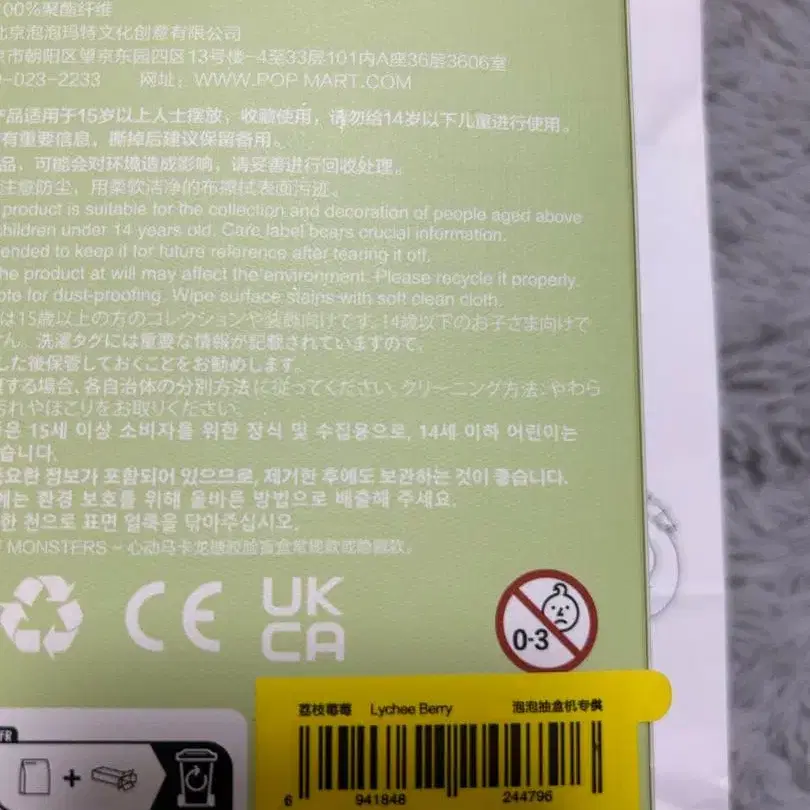 100%聚酯纤维
北京泡泡玛特文化创意有限公司
京市朝阳区望京东园四区13号楼-4至33层101内A座36层3606室
0-023-2233 网址：WWW.POPMART.COM
产品适用于15岁以上人士摆放，收藏使用，请勿给14岁以下儿童进行使用。
有重要信息，撕掉后建议保留备用。
品，可能会对环境造成影响，请妥善进行回收处理。
注意防尘，用柔软洁净的布擦拭表面污迹。
product is suitable for the collection and decoration of people aged above
children under 14 years old. Care label bears crucial information.
ended to keep it for future reference after tearing it off.
he product at will may affect the environment. Please recycle it properly.
ote for dust-proofing. Wipe surface stains with soft clean cloth.
は15歳以上の方のコレクションや装飾向けです。14歳以下のお子さま向けで
せん。洗濯タグには重要な情報が記載されていますので、
した後保管しておくことをお勧めします。
する場合、各自治体の分別方法に従ってください。クリーニング方法：やわら
汚れやほこりをお取りください。
은 15세 이상 소비자를 위한 장식 및 수집용으로, 14세 이하 어린이는
습니다.
요한 정보가 포함되어 있으므로, 제거한 후에도 보관하는 것이 좋습니다.
에는 환경 보호를 위해 올바른 방법으로 배출해 주세요.
한 천으로 표면 얼룩을 닦아주십시오.
MONSTERS - 心动马卡龙搪胶脸盲盒常规款或隐藏款。
CE
UK
CA
0-3
荔枝莓莓 Lychee Berry 泡泡抽盒机专供
FR
+
6 941848 244796